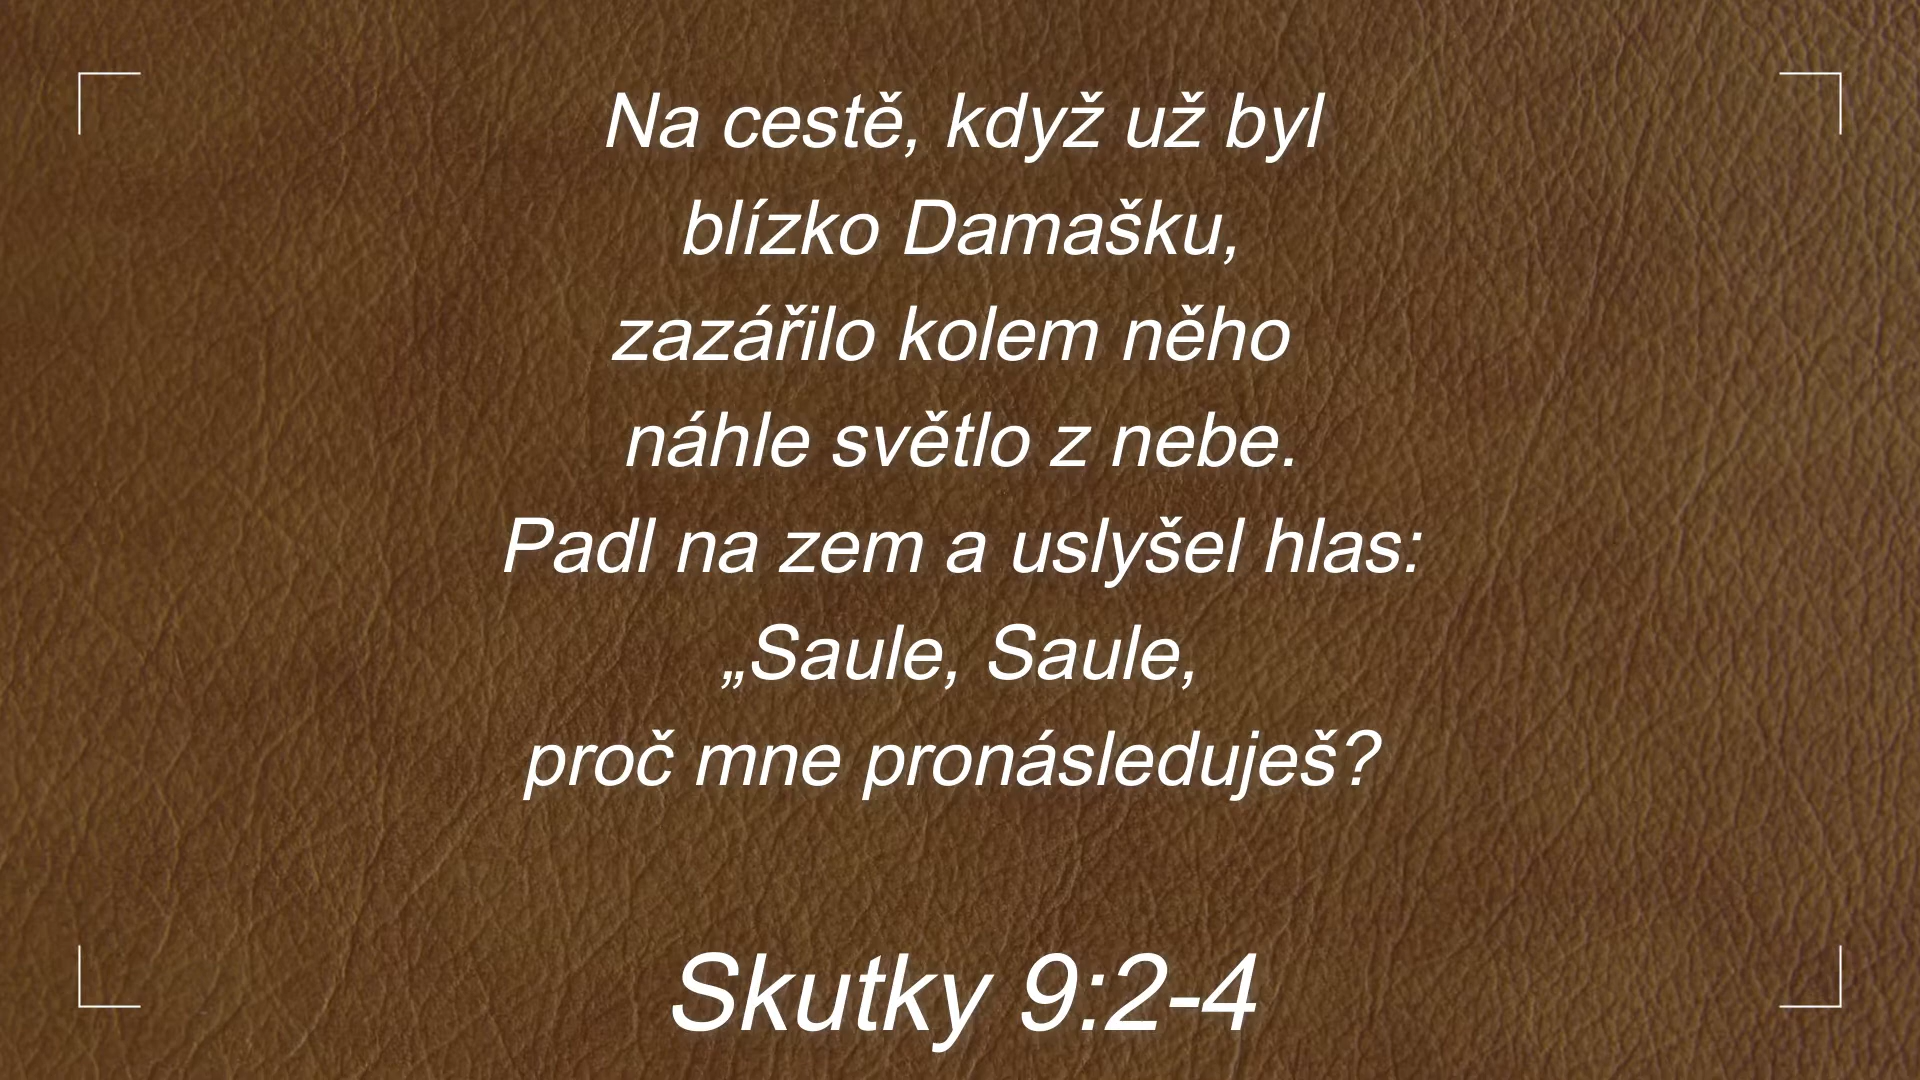 Na cestě, když už byl
blízko Damašku,
zazářilo kolem něho
náhle světlo z nebe.
Padl na zem a uslyšel hlas:
„Saule, Saule,
proč mne pronásleduješ?
Skutky 9:2-4